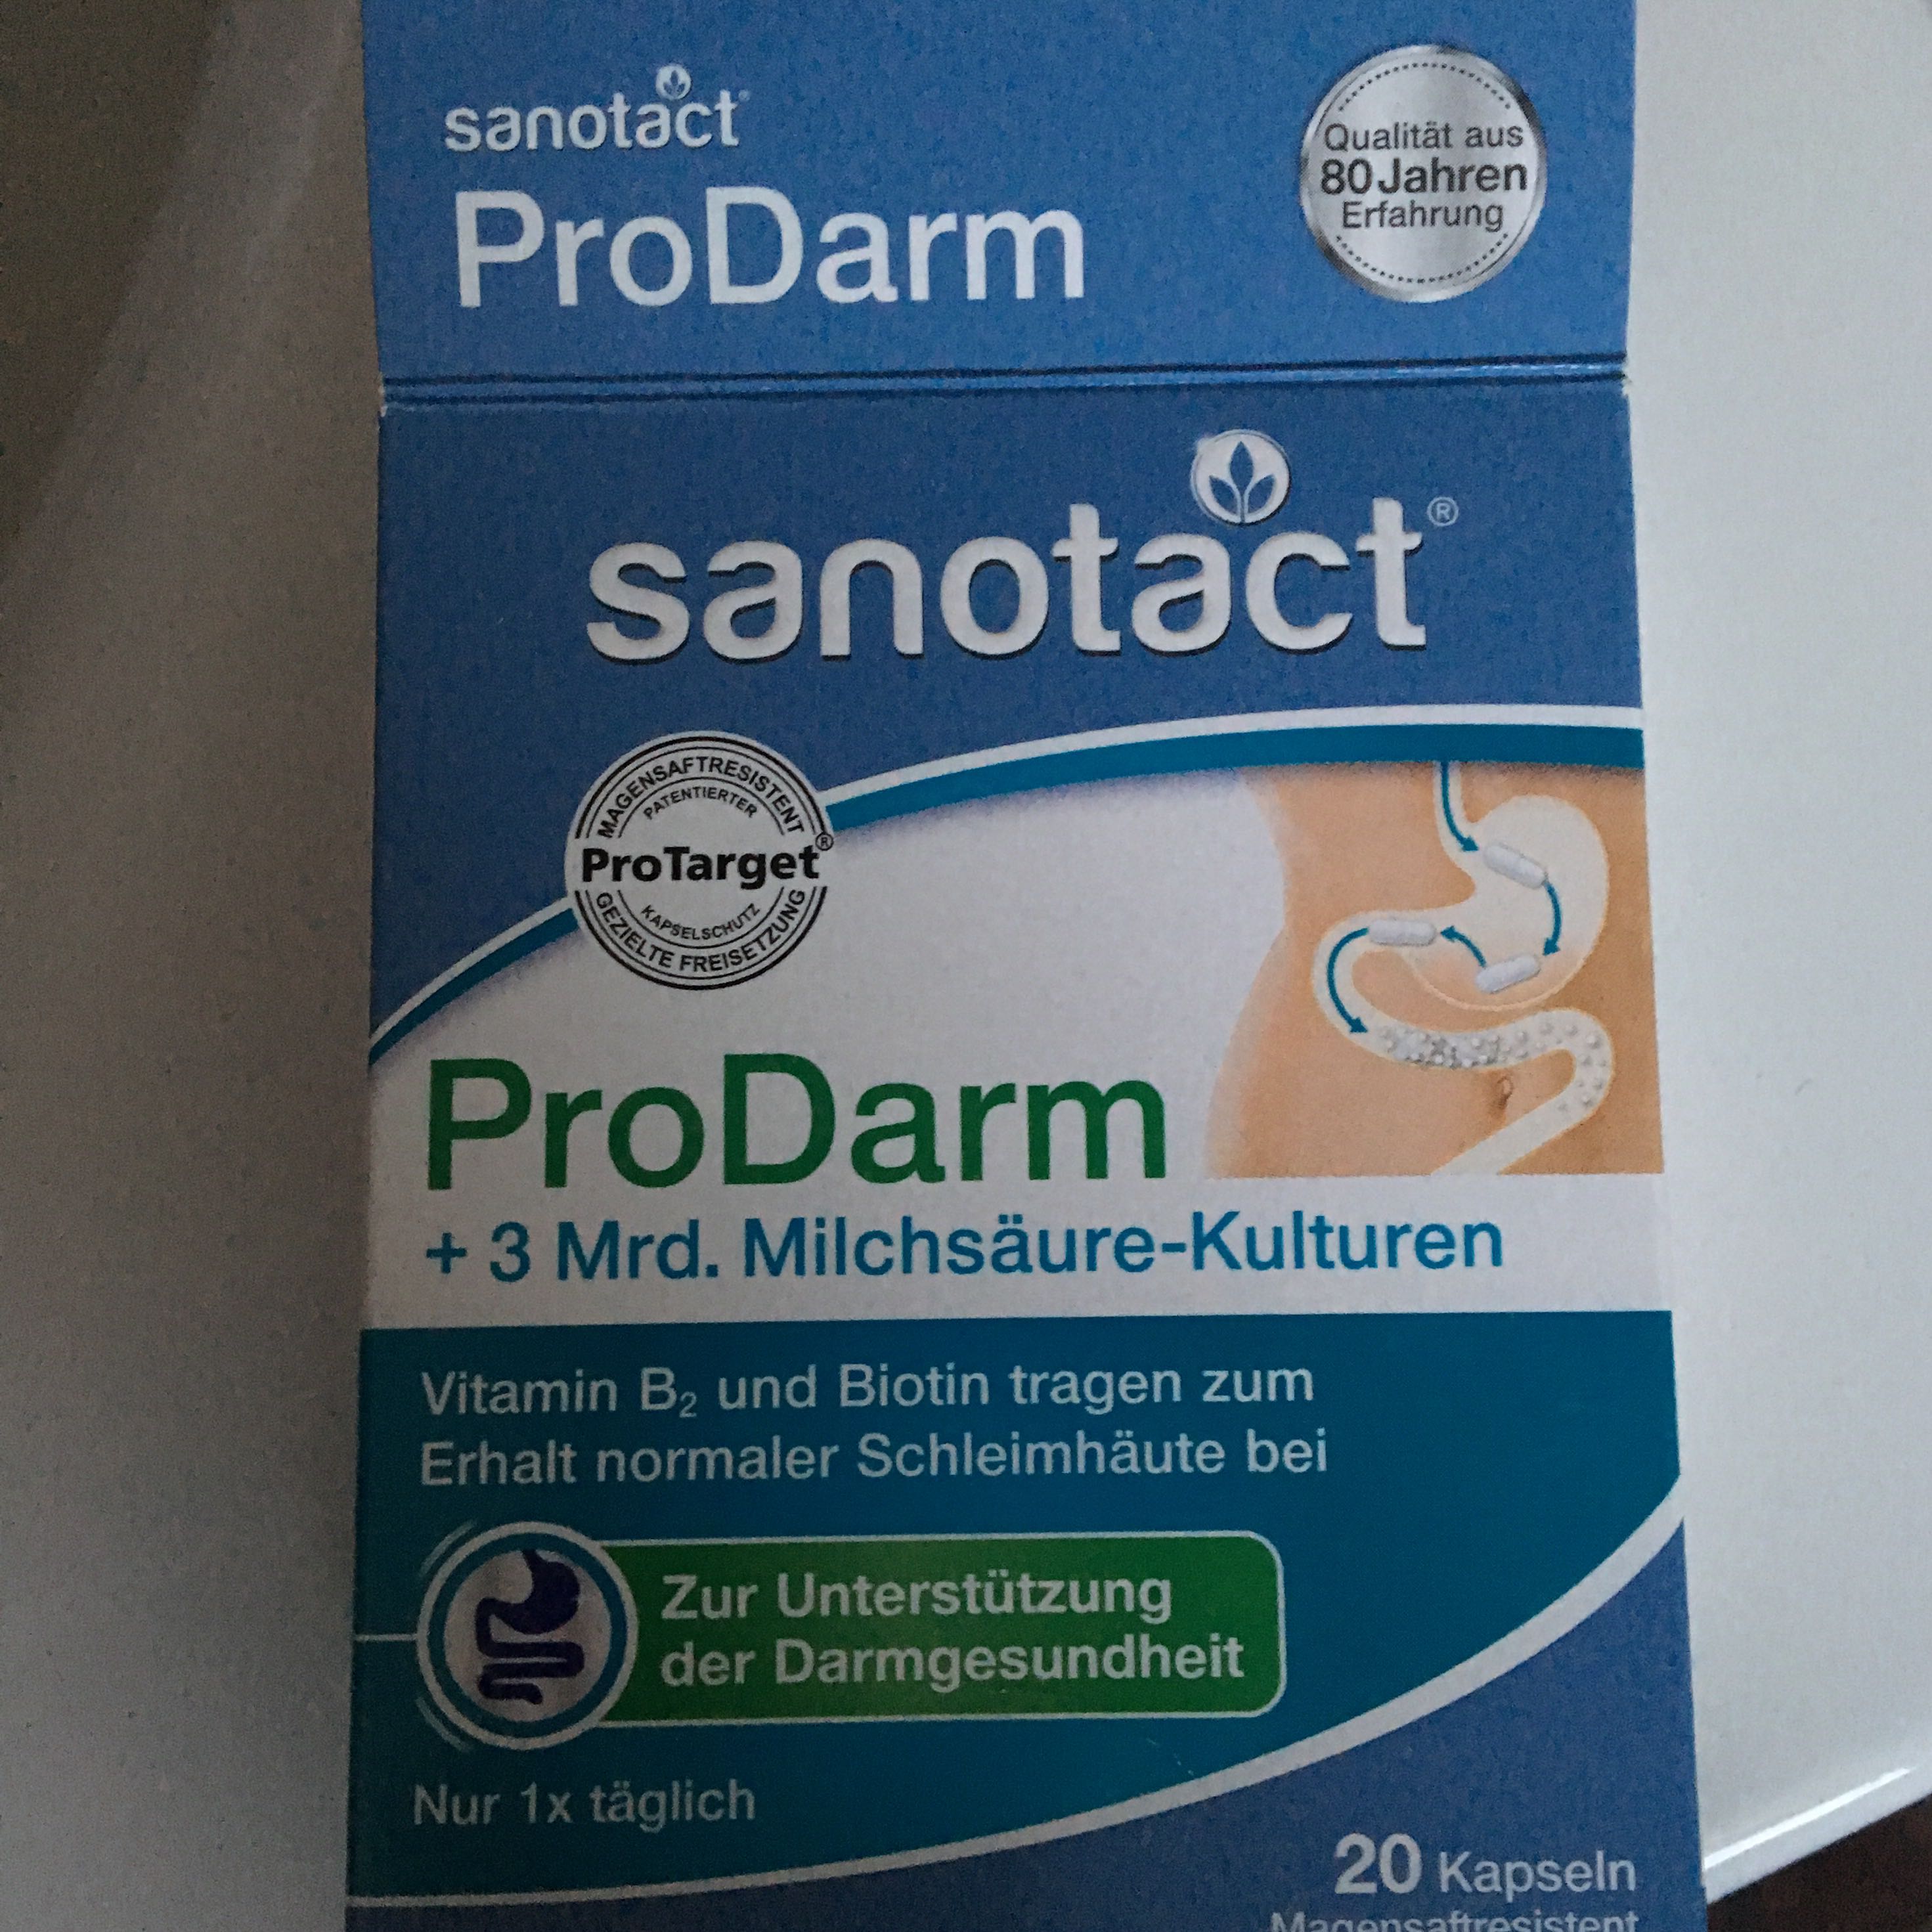 sanotact®
ProDarm
Qualität aus
80 Jahren
Erfahrung
sanotact®
MAGENSAFTRESISTENT
PATENTIERTER
ProTarget®
KAPSELSCHUTZ
GEZIELTE FREISETZUNG
ProDarm
+ 3 Mrd. Milchsäure-Kulturen
Vitamin B₂ und Biotin tragen zum
Erhalt normaler Schleimhäute bei
Zur Unterstützung
der Darmgesundheit
Nur 1x täglich
20 Kapseln
Magensaftresistent